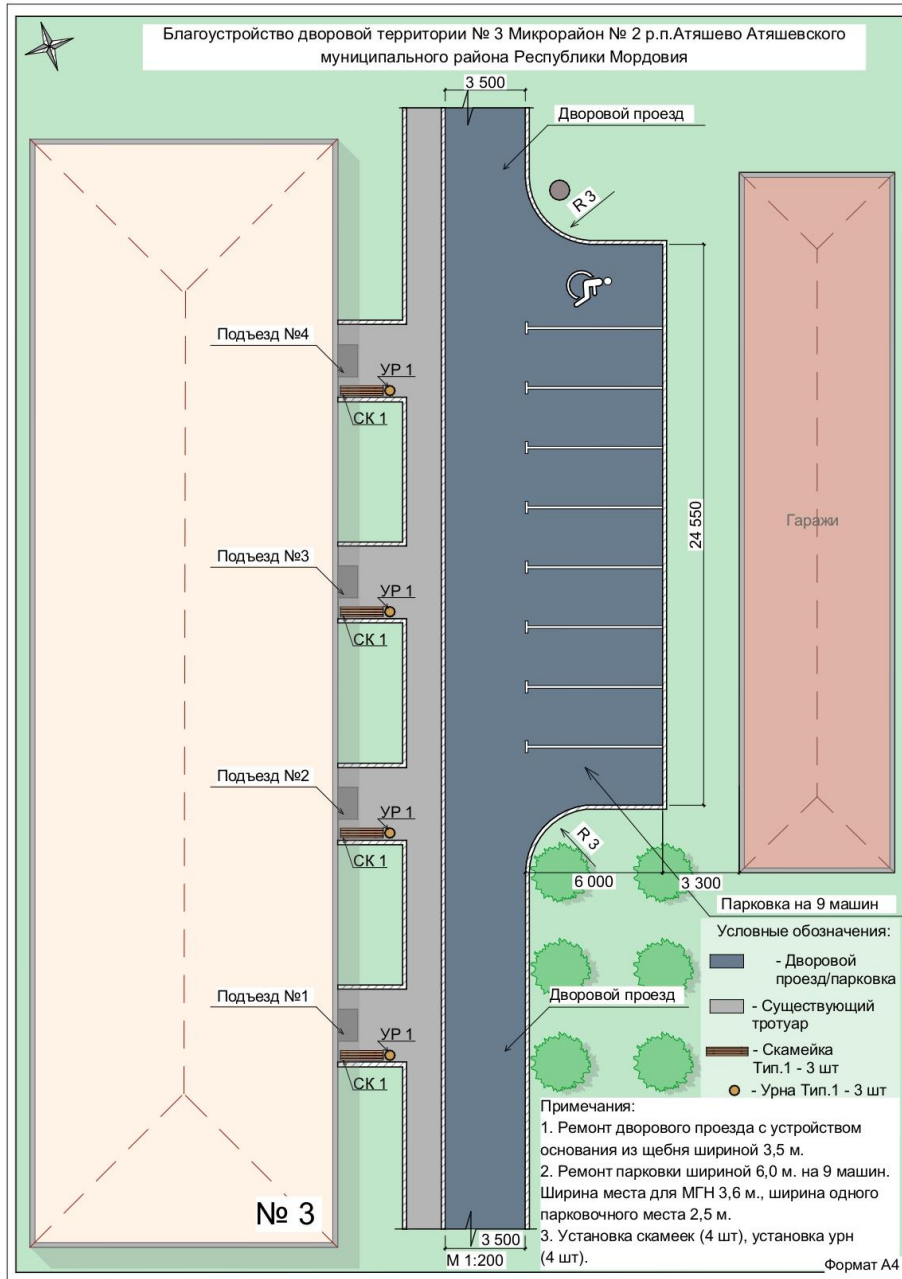 Благоустройство дворовой территории № 3 Микрорайон № 2 р.п.Атяшево Атяшевского
муниципального района Республики Мордовия
3 500
Дворовой проезд
R 3
Подъезд №4
УР 1
СК 1
24 550
Гаражи
Подъезд №3
УР 1
СК 1
Подъезд №2
УР 1
СК 1
R 3
6 000
3 300
Парковка на 9 машин
Условные обозначения:
- Дворовой
проезд/парковка
- Существующий
тротуар
- Скамейка
Тип.1 - 3 шт
- Урна Тип.1 - 3 шт
Подъезд №1
Дворовой проезд
УР 1
СК 1
Примечания:
1. Ремонт дворового проезда с устройством
основания из щебня шириной 3,5 м.
2. Ремонт парковки шириной 6,0 м. на 9 машин.
Ширина места для МГН 3,6 м., ширина одного
парковочного места 2,5 м.
3. Установка скамеек (4 шт), установка урн
(4 шт).
№ 3
3 500
М 1:200
Формат А4